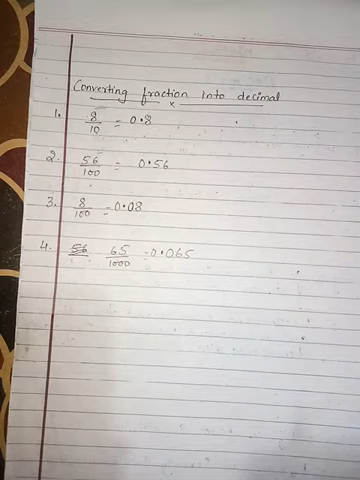 Converting fraction into decimal
x
1. 8/10 = 0.8
2. 56/100 = 0.56
3. 8/100 = 0.08
4. 65/1000 = 0.065